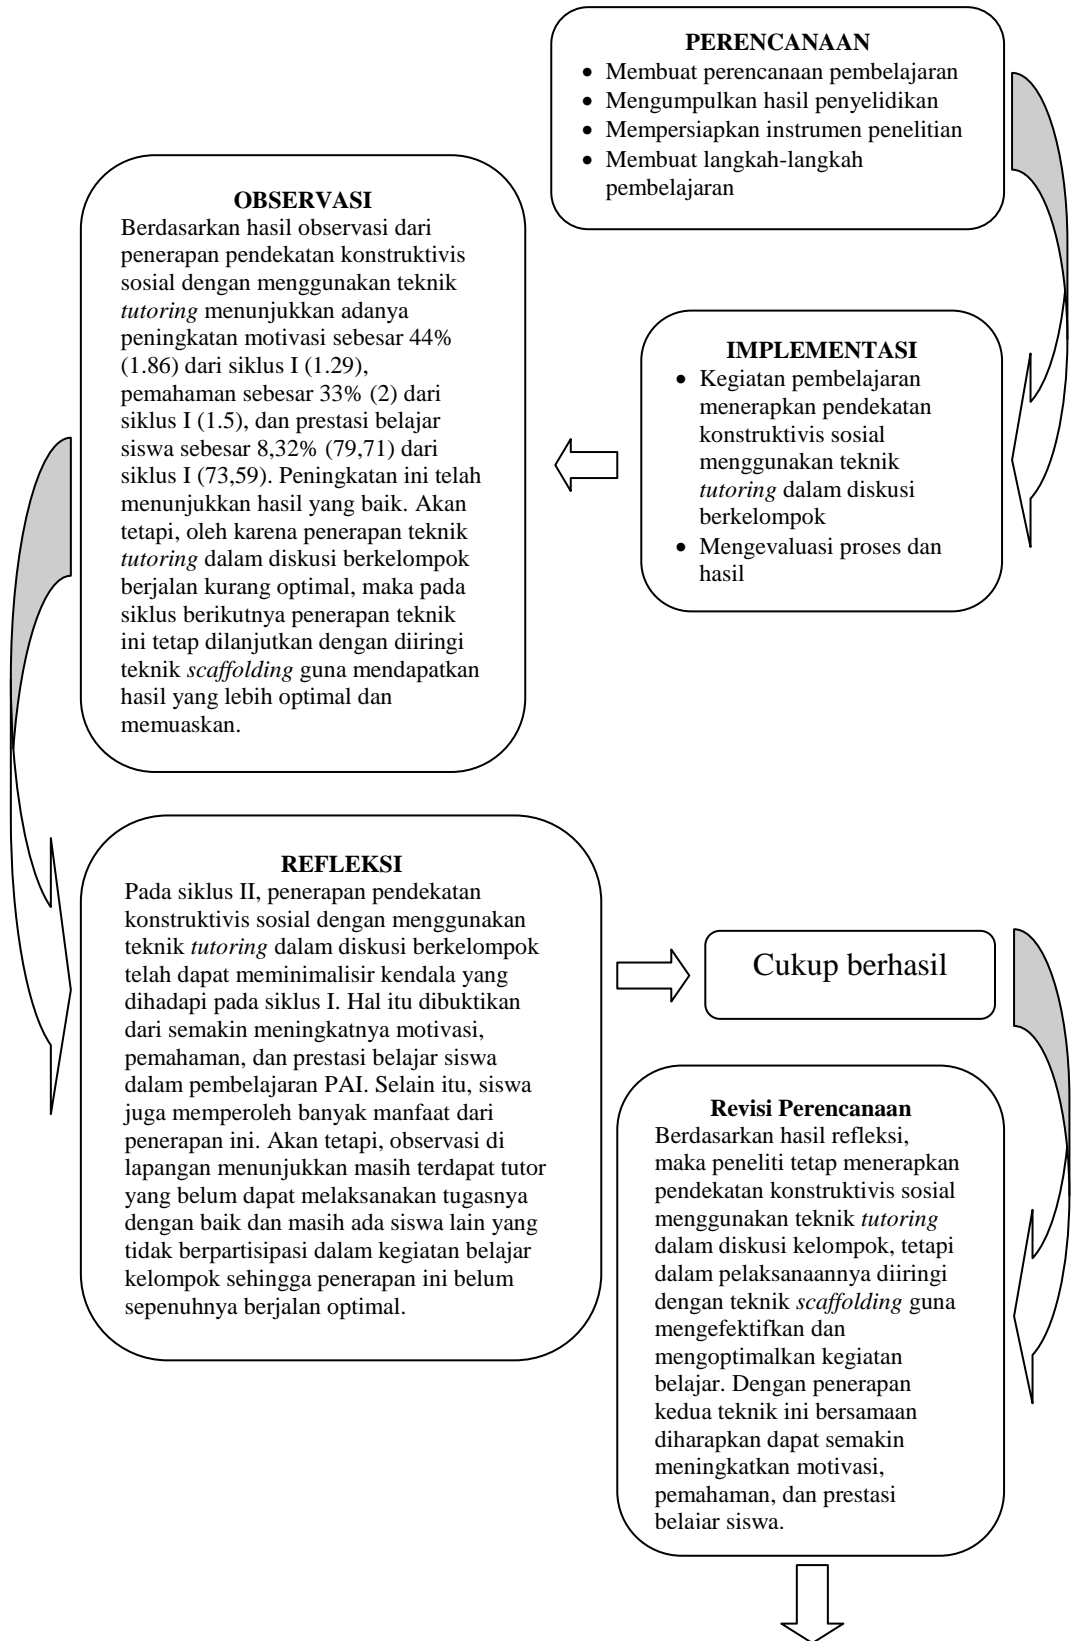 PERENCANAAN
• Membuat perencanaan pembelajaran
• Mengumpulkan hasil penyelidikan
• Mempersiapkan instrumen penelitian
• Membuat langkah-langkah
pembelajaran
IMPLEMENTASI
• Kegiatan pembelajaran
menerapkan pendekatan
konstruktivis sosial
menggunakan teknik
tutoring dalam diskusi
berkelompok
• Mengevaluasi proses dan
hasil
OBSERVASI
Berdasarkan hasil observasi dari
penerapan pendekatan konstruktivis
sosial dengan menggunakan teknik
tutoring menunjukkan adanya
peningkatan motivasi sebesar 44%
(1.86) dari siklus I (1.29),
pemahaman sebesar 33% (2) dari
siklus I (1.5), dan prestasi belajar
siswa sebesar 8,32% (79,71) dari
siklus I (73,59). Peningkatan ini telah
menunjukkan hasil yang baik. Akan
tetapi, oleh karena penerapan teknik
tutoring dalam diskusi berkelompok
berjalan kurang optimal, maka pada
siklus berikutnya penerapan teknik
ini tetap dilanjutkan dengan diiringi
teknik scaffolding guna mendapatkan
hasil yang lebih optimal dan
memuaskan.
REFLEKSI
Pada siklus II, penerapan pendekatan
konstruktivis sosial dengan menggunakan
teknik tutoring dalam diskusi berkelompok
telah dapat meminimalisir kendala yang
dihadapi pada siklus I. Hal itu dibuktikan
dari semakin meningkatnya motivasi,
pemahaman, dan prestasi belajar siswa
dalam pembelajaran PAI. Selain itu, siswa
juga memperoleh banyak manfaat dari
penerapan ini. Akan tetapi, observasi di
lapangan menunjukkan masih terdapat tutor
yang belum dapat melaksanakan tugasnya
dengan baik dan masih ada siswa lain yang
tidak berpartisipasi dalam kegiatan belajar
kelompok sehingga penerapan ini belum
sepenuhnya berjalan optimal.
Cukup berhasil
Revisi Perencanaan
Berdasarkan hasil refleksi,
maka peneliti tetap menerapkan
pendekatan konstruktivis sosial
menggunakan teknik tutoring
dalam diskusi kelompok, tetapi
dalam pelaksanaannya diiringi
dengan teknik scaffolding guna
mengefektifkan dan
mengoptimalkan kegiatan
belajar. Dengan penerapan
kedua teknik ini bersamaan
diharapkan dapat semakin
meningkatkan motivasi,
pemahaman, dan prestasi
belajar siswa.